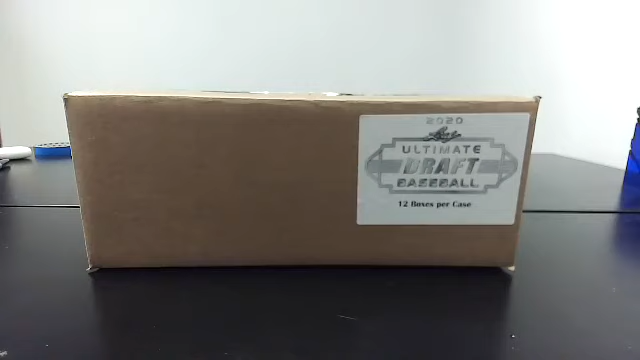 2020
Leaf
ULTIMATE
DRAFT
BASEBALL
12 Boxes per Case